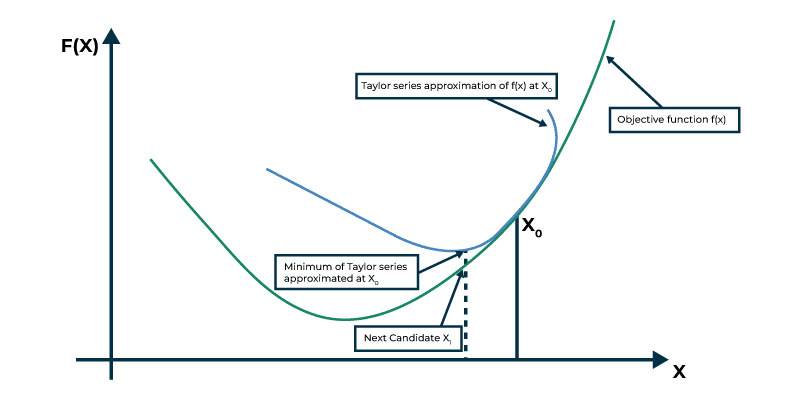 F(X)
Taylor series approximation of f(x) at X₀
Objective function f(x)
X₀
Minimum of Taylor series
approximated at X₀
Next Candidate X₁
X